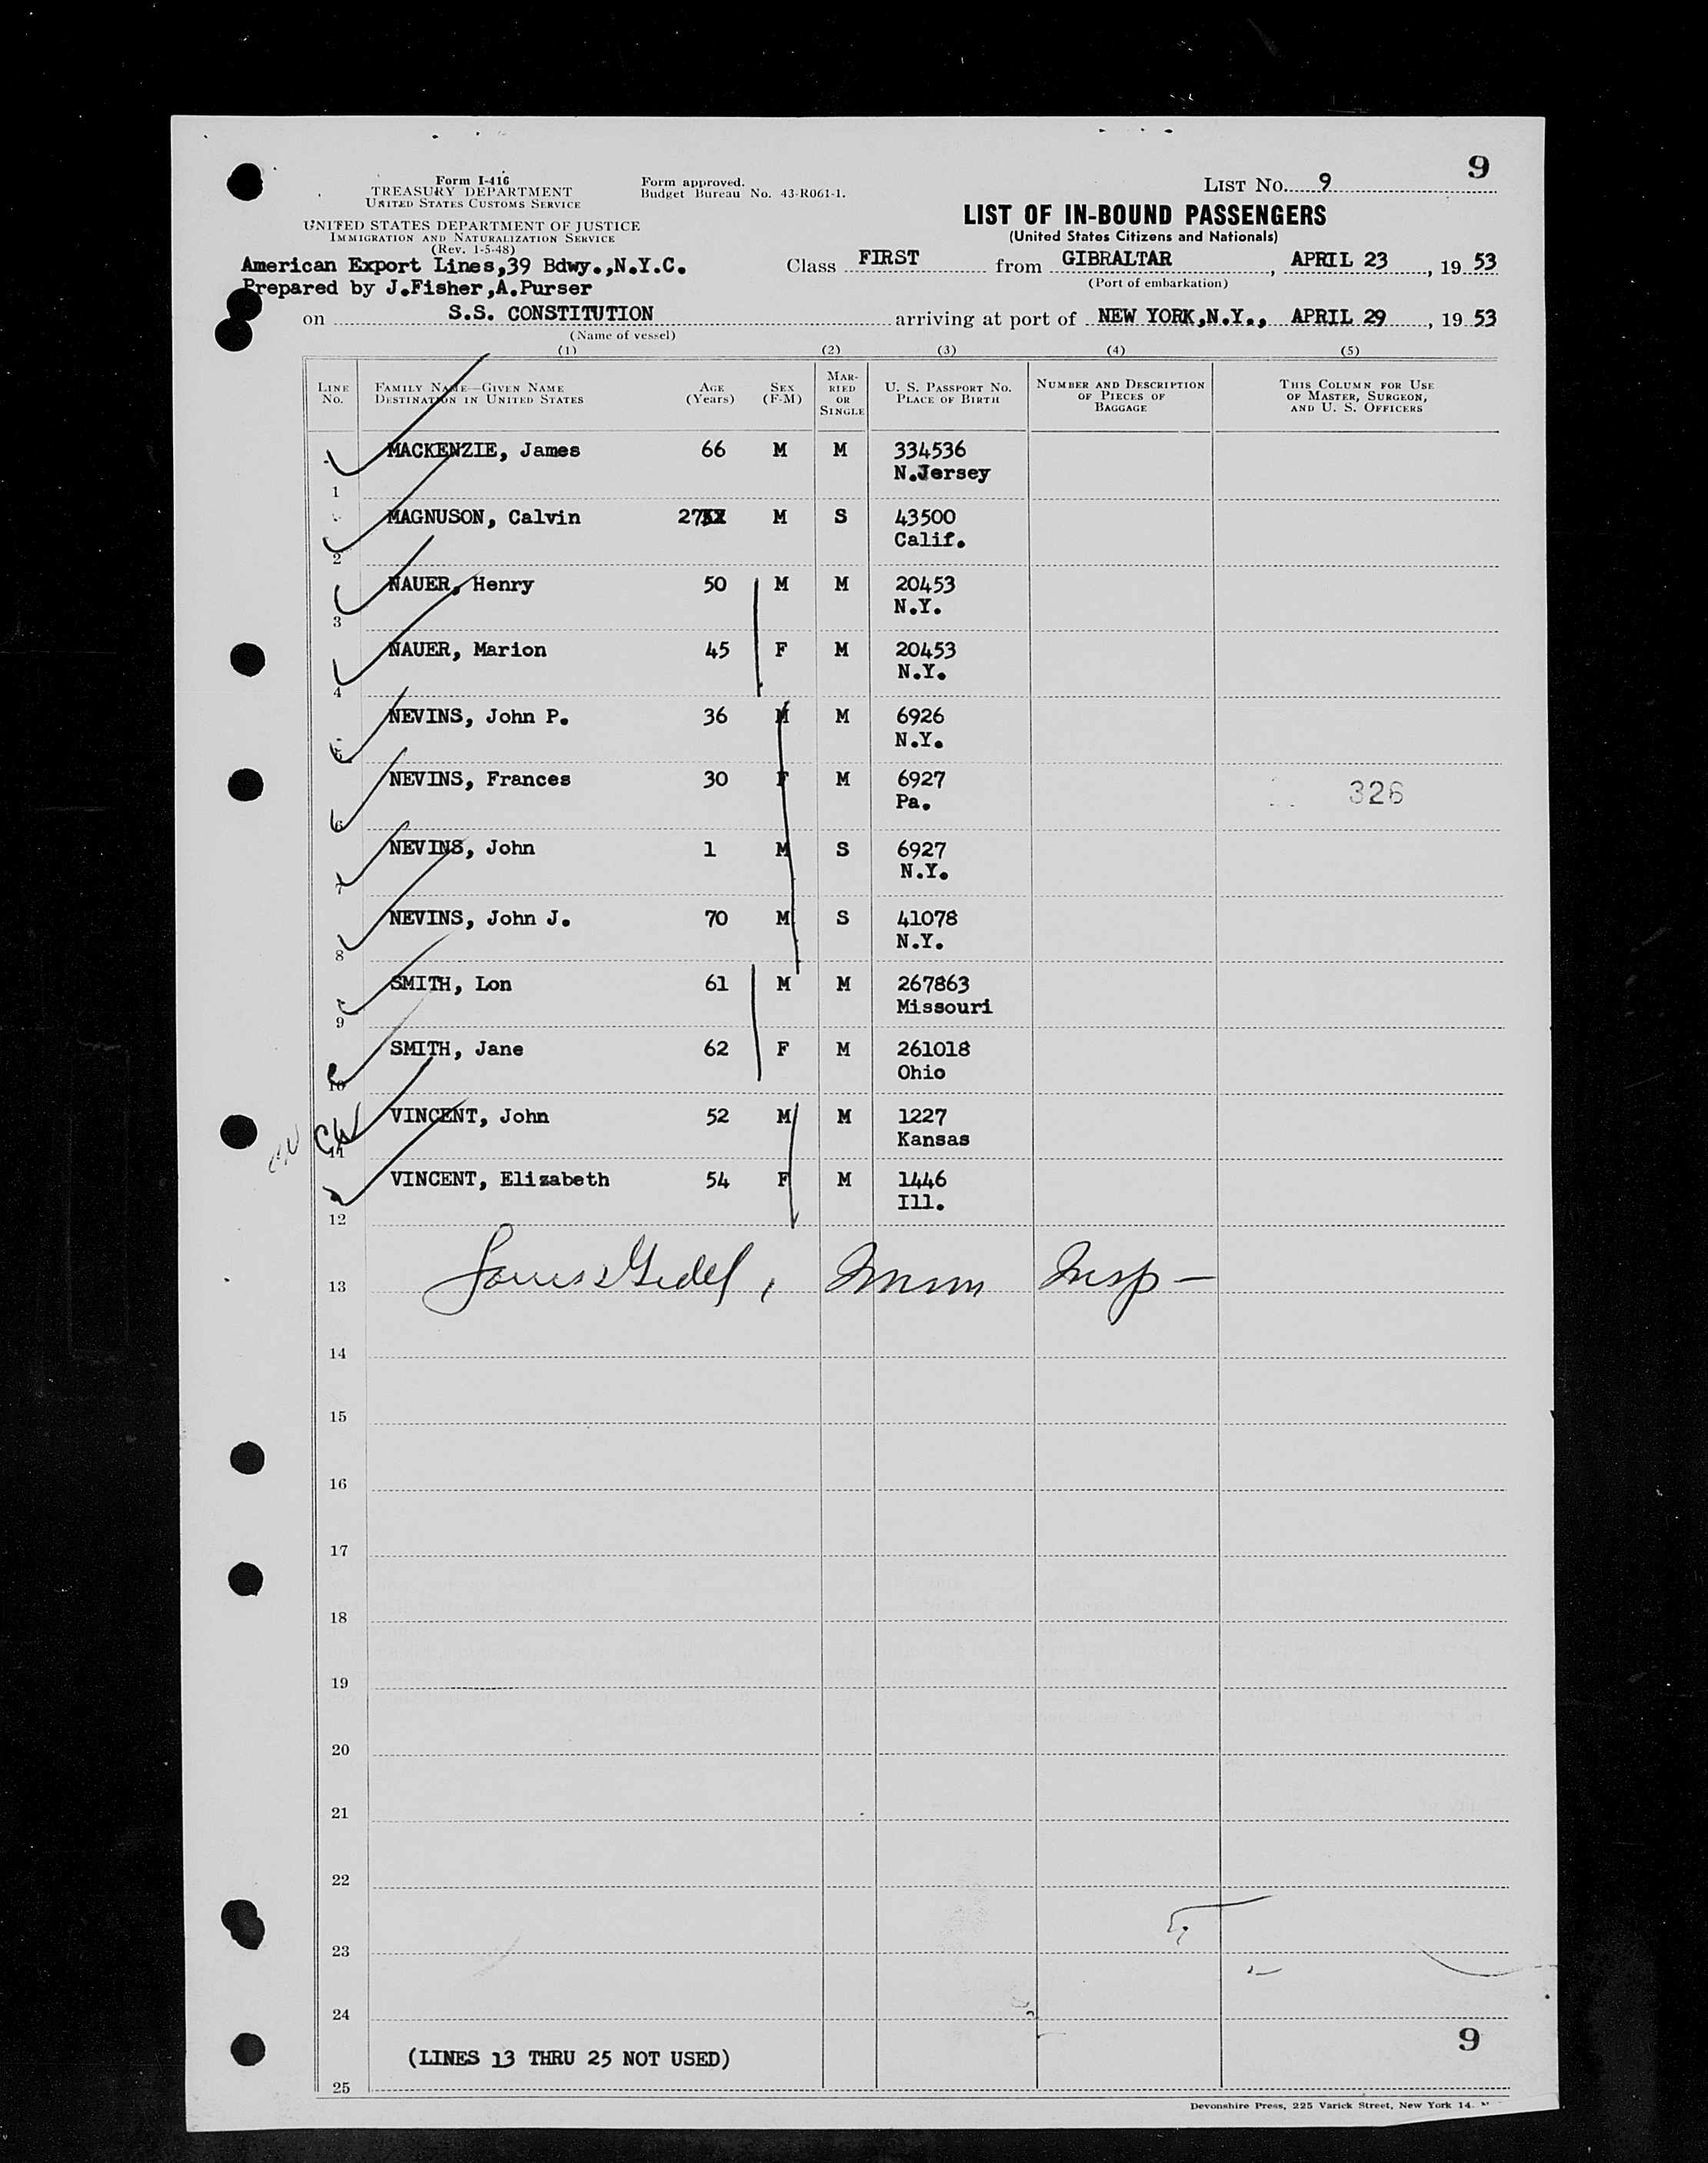 9
Form I-416
TREASURY DEPARTMENT
UNITED STATES CUSTOMS SERVICE
Form approved.
Budget Bureau No. 43-R061-1.
LIST No. 9
UNITED STATES DEPARTMENT OF JUSTICE
IMMIGRATION AND NATURALIZATION SERVICE
(Rev. 1-5-48)
LIST OF IN-BOUND PASSENGERS
(United States Citizens and Nationals)
American Export Lines,39 Bdwy.,N.Y.C.
Prepared by J.Fisher,A.Purser
Class FIRST from GIBRALTAR, APRIL 23, 19 53
(Port of embarkation)
on S.S. CONSTITUTION arriving at port of NEW YORK,N.Y., APRIL 29, 19 53
(Name of vessel)
(1) (2) (3) (4) (5)
LINE No. FAMILY NAME—GIVEN NAME DESTINATION IN UNITED STATES AGE (Years) SEX (F-M) MARRIED OR SINGLE U. S. PASSPORT No. PLACE OF BIRTH NUMBER AND DESCRIPTION OF PIECES OF BAGGAGE THIS COLUMN FOR USE OF MASTER, SURGEON, AND U. S. OFFICERS
MACKENZIE, James 66 M M 334536
N.Jersey
1
MAGNUSON, Calvin 27 M S 43500
Calif.
2
NAUER, Henry 50 M M 20453
N.Y.
3
NAUER, Marion 45 F M 20453
N.Y.
4
NEVINS, John P. 36 M M 6926
N.Y.
5
NEVINS, Frances 30 F M 6927
Pa. 326
6
NEVINS, John 1 M S 6927
N.Y.
7
NEVINS, John J. 70 M S 41078
N.Y.
8
SMITH, Lon 61 M M 267863
Missouri
9
SMITH, Jane 62 F M 261018
Ohio
10
VINCENT, John 52 M M 1227
Kansas
11
VINCENT, Elizabeth 54 F M 1446
Ill.
12
13 Immn Insp —
14
15
16
17
18
19
20
21
22
23
24
9
(LINES 13 THRU 25 NOT USED)
25
Devonshire Press, 225 Varick Street, New York 14.